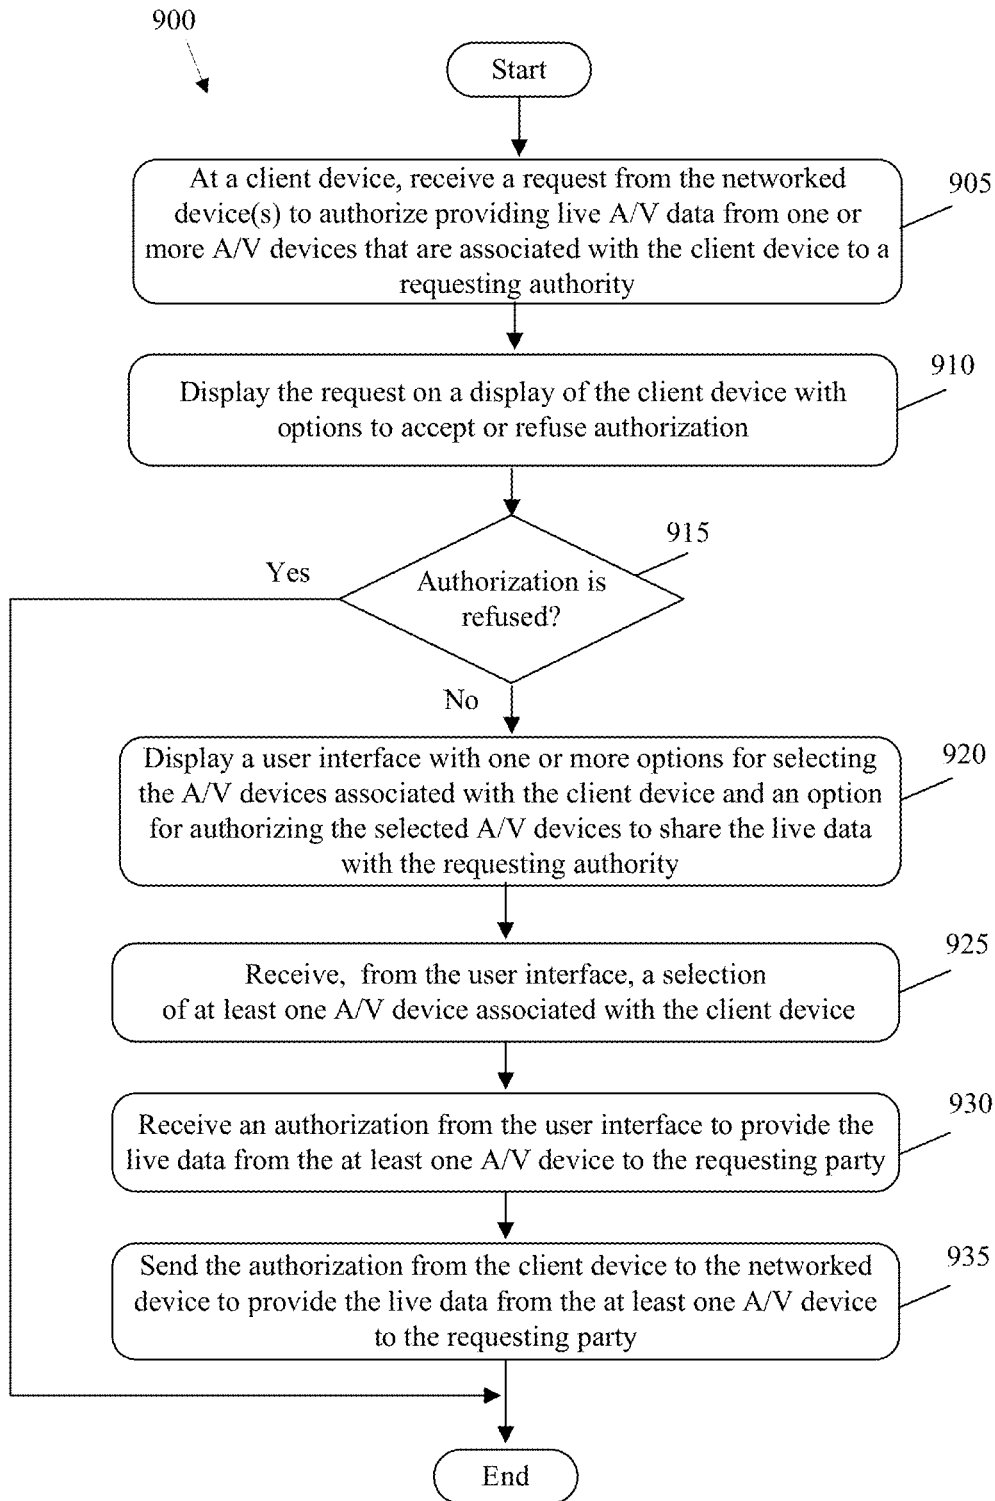 900
Start
At a client device, receive a request from the networked
device(s) to authorize providing live A/V data from one or
more A/V devices that are associated with the client device to a
requesting authority
905
Display the request on a display of the client device with
options to accept or refuse authorization
910
Authorization is
refused?
915
Yes
No
Display a user interface with one or more options for selecting
the A/V devices associated with the client device and an option
for authorizing the selected A/V devices to share the live data
with the requesting authority
920
Receive, from the user interface, a selection
of at least one A/V device associated with the client device
925
Receive an authorization from the user interface to provide the
live data from the at least one A/V device to the requesting party
930
Send the authorization from the client device to the networked
device to provide the live data from the at least one A/V device
to the requesting party
935
End